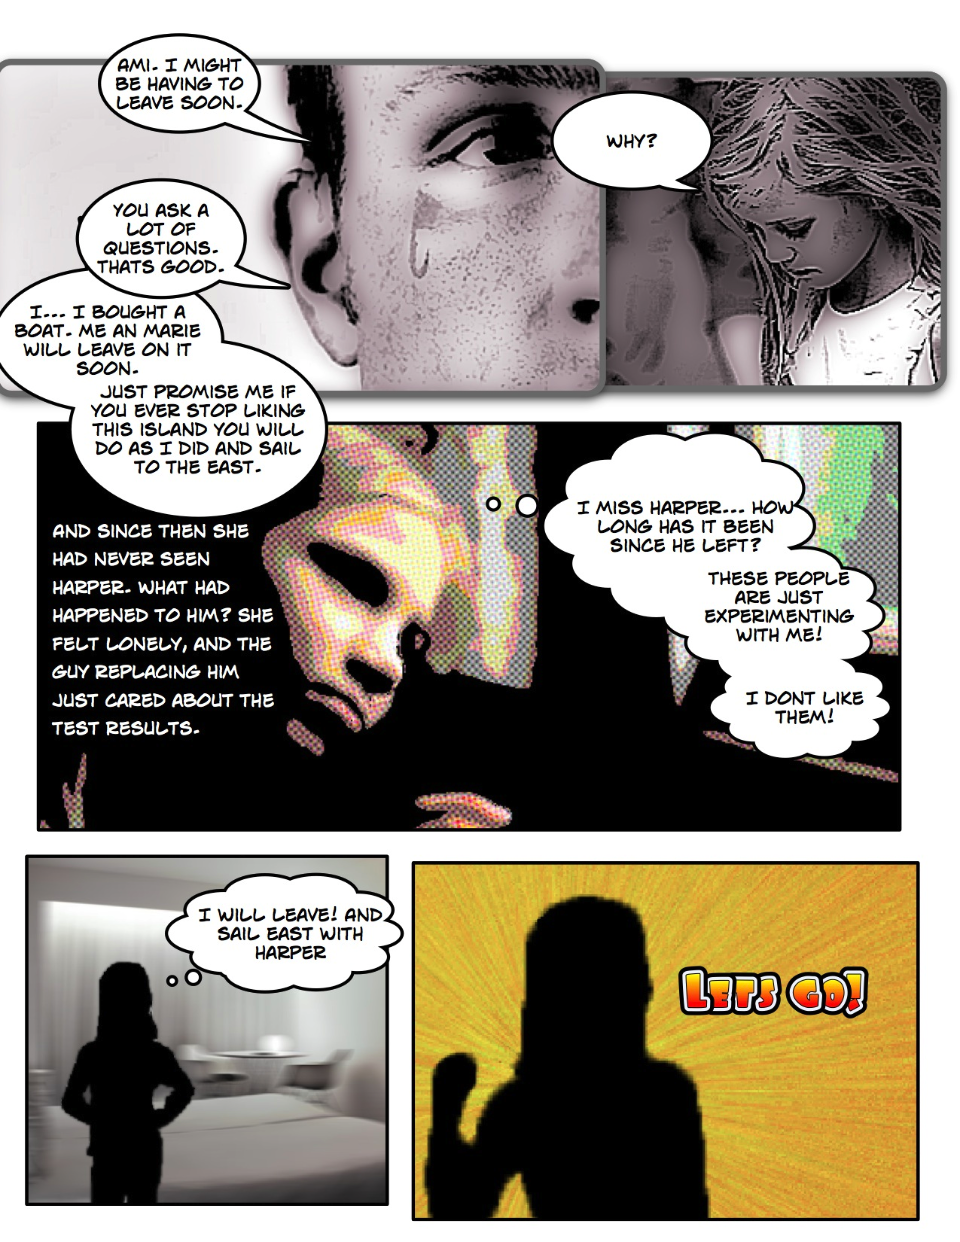 AMI. I MIGHT
BE HAVING TO
LEAVE SOON.
WHY?
YOU ASK A
LOT OF
QUESTIONS.
THATS GOOD.
I... I BOUGHT A
BOAT. ME AN MARIE
WILL LEAVE ON IT
SOON.
JUST PROMISE ME IF
YOU EVER STOP LIKING
THIS ISLAND YOU WILL
DO AS I DID AND SAIL
TO THE EAST.
AND SINCE THEN SHE
HAD NEVER SEEN
HARPER. WHAT HAD
HAPPENED TO HIM? SHE
FELT LONELY, AND THE
GUY REPLACING HIM
JUST CARED ABOUT THE
TEST RESULTS.
I MISS HARPER... HOW
LONG HAS IT BEEN
SINCE HE LEFT?
THESE PEOPLE
ARE JUST
EXPERIMENTING
WITH ME!
I DONT LIKE
THEM!
I WILL LEAVE! AND
SAIL EAST WITH
HARPER
LETS GO!